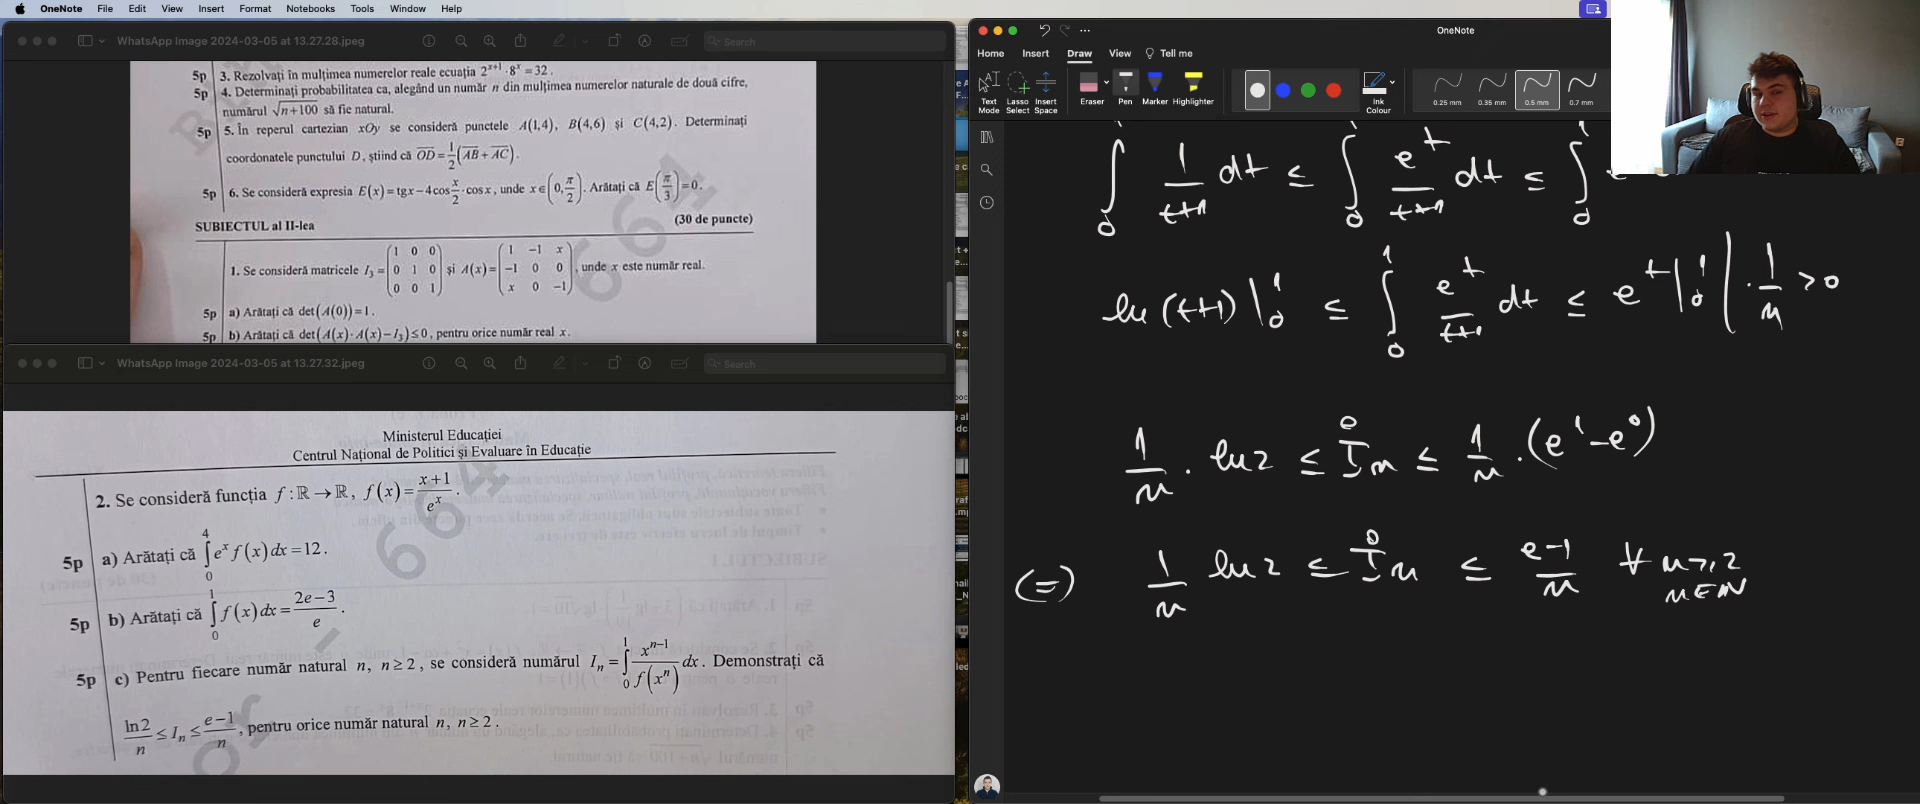 OneNote File Edit View Insert Format Notebooks Tools Window Help
WhatsApp Image 2024-03-05 at 13.27.28.jpeg
Search
5p 3. Rezolvați în mulțimea numerelor reale ecuația 2^{x+1}·8^x=32.
5p 4. Determinați probabilitatea ca, alegând un număr n din mulțimea numerelor naturale de două cifre,
numărul √(n+100) să fie natural.
5p 5. În reperul cartezian xOy se consideră punctele A(1,4), B(4,6) și C(4,2). Determinați
coordonatele punctului D, știind că OD=1/2(AB+AC).
5p 6. Se consideră expresia E(x)=tgx−4cos x/2·cosx, unde x∈(0,π/2). Arătați că E(π/3)=0.
SUBIECTUL al II-lea (30 de puncte)
1. Se consideră matricele I₃=(1 0 0; 0 1 0; 0 0 1) și A(x)=(1 −1 x; −1 0 0; x 0 −1), unde x este număr real.
5p a) Arătați că det(A(0))=1.
5p b) Arătați că det(A(x)·A(x)−I₃)≤0, pentru orice număr real x.
664
WhatsApp Image 2024-03-05 at 13.27.32.jpeg
Search
Ministerul Educației
Centrul Național de Politici și Evaluare în Educație
2. Se consideră funcția f:ℝ→ℝ, f(x)=(x+1)/e^x.
5p a) Arătați că ∫₀⁴ e^x f(x)dx=12.
5p b) Arătați că ∫₀¹ f(x)dx=(2e−3)/e.
5p c) Pentru fiecare număr natural n, n≥2, se consideră numărul I_n=∫₀¹ x^{n−1}/f(x^n) dx. Demonstrați că
ln2/n≤I_n≤(e−1)/n, pentru orice număr natural n, n≥2.
664
OneNote
Home Insert Draw View Tell me
Text Mode
Lasso Select
Insert Space
Eraser
Pen
Marker
Highlighter
Ink Colour
0.25 mm
0.35 mm
0.5 mm
0.7 mm
∫₀¹ 1/(t+1) dt ≤ ∫₀¹ e^t/(t+1) dt ≤ ∫₀¹
ln(t+1)|₀¹ ≤ ∫₀¹ e^t/(t+1) dt ≤ e^t|₀¹ | ·1/n >0
1/n · ln2 ≤ I_n ≤ 1/n ·(e¹−e⁰)
(=) 1/n ln2 ≤ I_n ≤ (e−1)/n ∀ n≥2
n∈ℕ